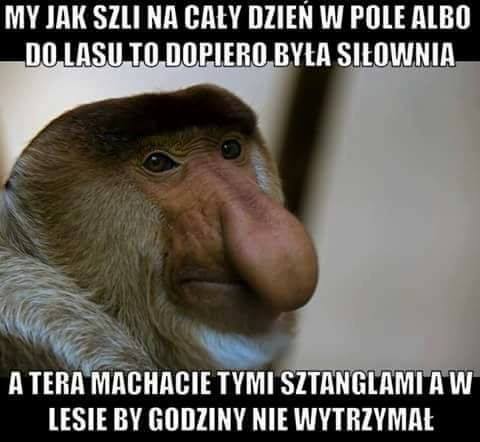 MY JAK SZLI NA CAŁY DZIEŃ W POLE ALBO
DO LASU TO DOPIERO BYŁA SIŁOWNIA
A TERA MACHACIE TYMI SZTANGLAMI A W
LESIE BY GODZINY NIE WYTRZYMAŁ